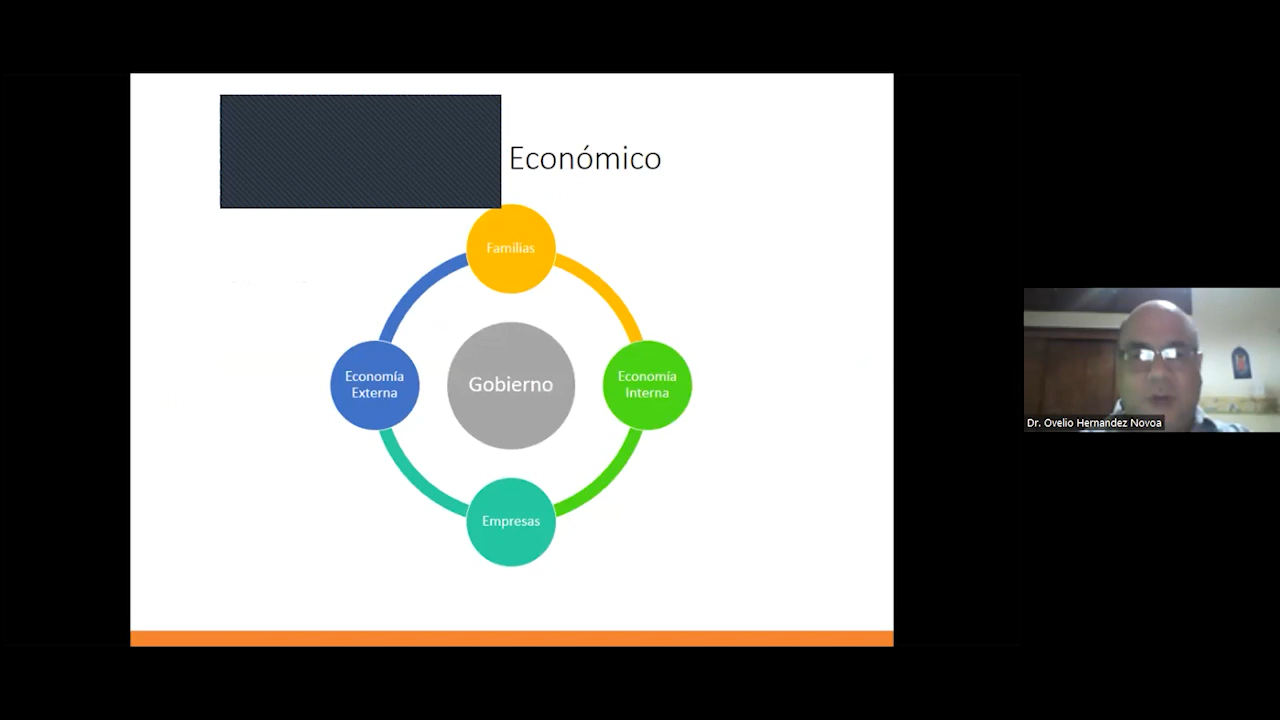 Económico
Familias
Economía
Externa
Gobierno
Economía
Interna
Empresas
Dr. Ovelio Hernandez Novoa